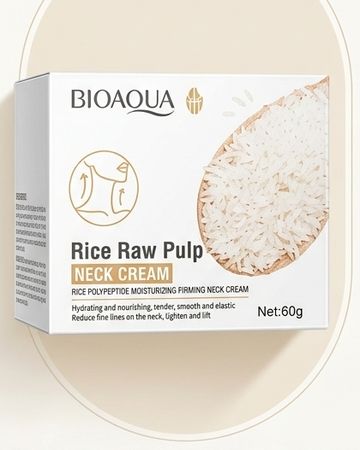 BIOAQUA
Rice Raw Pulp
NECK CREAM
RICE POLYPEPTIDE MOISTURIZING FIRMING NECK CREAM
Hydrating and nourishing, tender, smooth and elastic
Reduce fine lines on the neck, lighten and lift
Net:60g